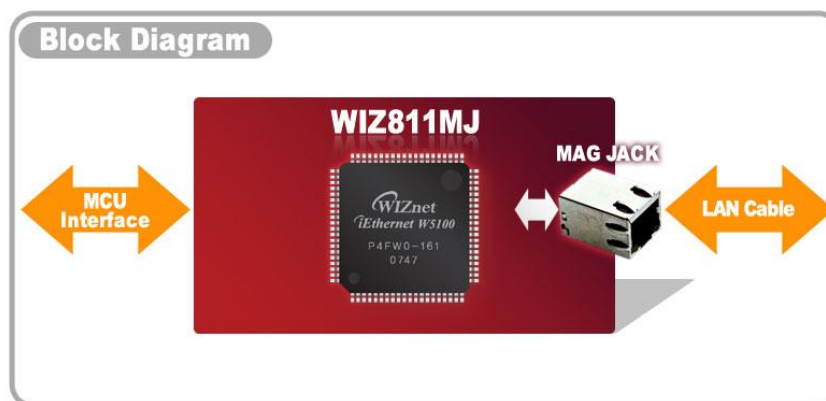 Block Diagram
WIZ811MJ
MAG JACK
MCU
Interface
WIZnet
iEthernet W5100
P4FW0-161
0747
LAN Cable